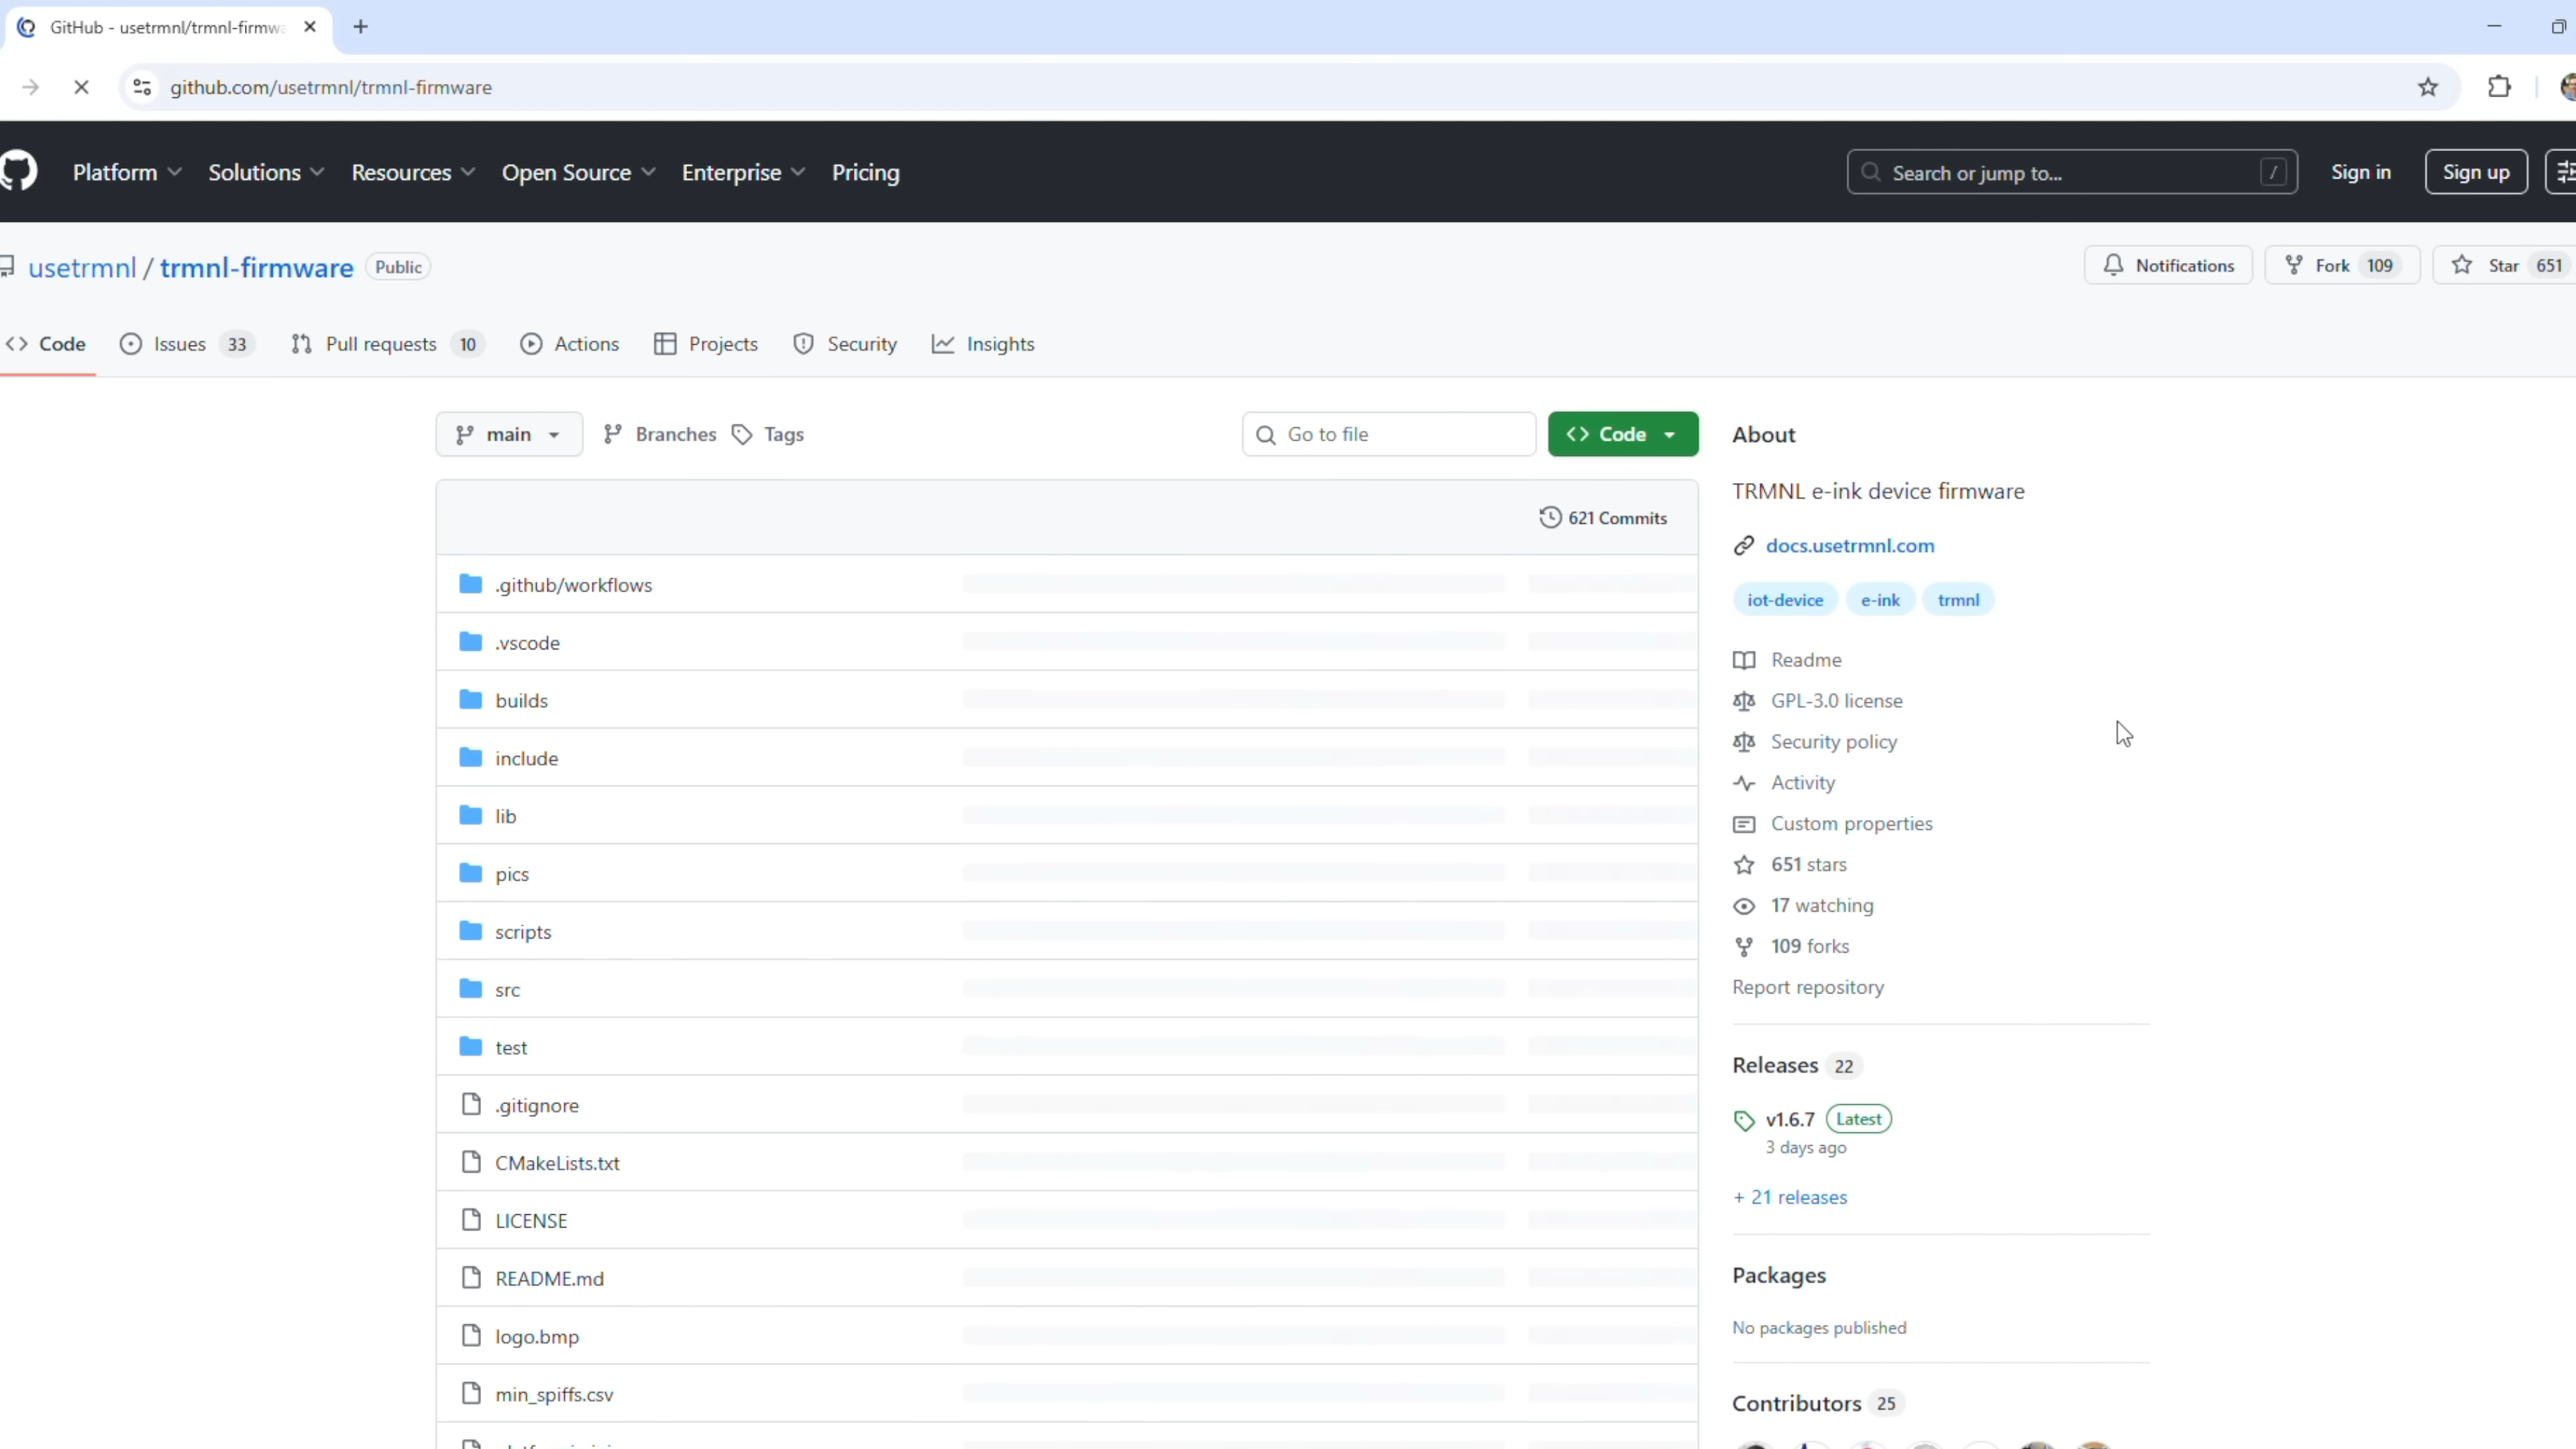 GitHub - usetrmnl/trmnl-firmwa
github.com/usetrmnl/trmnl-firmware
Platform Solutions Resources Open Source Enterprise Pricing
Search or jump to... /
Sign in
Sign up
usetrmnl / trmnl-firmware Public
Notifications
Fork 109
Star 651
Code
Issues 33
Pull requests 10
Actions
Projects
Security
Insights
main
Branches
Tags
Go to file
Code
621 Commits
.github/workflows
.vscode
builds
include
lib
pics
scripts
src
test
.gitignore
CMakeLists.txt
LICENSE
README.md
logo.bmp
min_spiffs.csv
About
TRMNL e-ink device firmware
docs.usetrmnl.com
iot-device e-ink trmnl
Readme
GPL-3.0 license
Security policy
Activity
Custom properties
651 stars
17 watching
109 forks
Report repository
Releases 22
v1.6.7 Latest
3 days ago
+ 21 releases
Packages
No packages published
Contributors 25